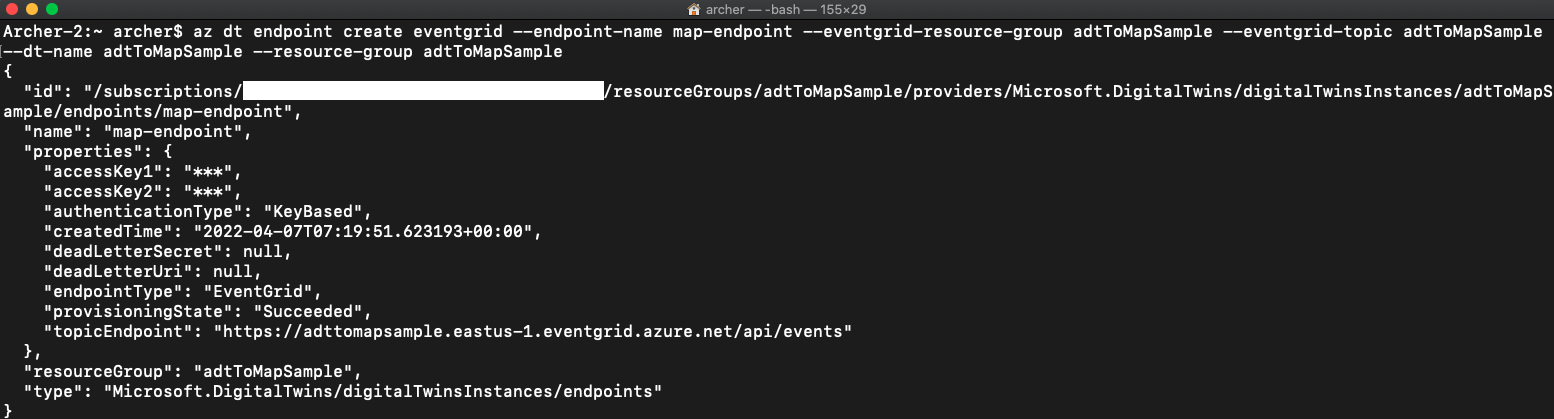 archer — -bash — 155×29
Archer-2:~ archer$ az dt endpoint create eventgrid --endpoint-name map-endpoint --eventgrid-resource-group adtToMapSample --eventgrid-topic adtToMapSample
--dt-name adtToMapSample --resource-group adtToMapSample
{
  "id": "/subscriptions//resourceGroups/adtToMapSample/providers/Microsoft.DigitalTwins/digitalTwinsInstances/adtToMapS
ample/endpoints/map-endpoint",
  "name": "map-endpoint",
  "properties": {
    "accessKey1": "***",
    "accessKey2": "***",
    "authenticationType": "KeyBased",
    "createdTime": "2022-04-07T07:19:51.623193+00:00",
    "deadLetterSecret": null,
    "deadLetterUri": null,
    "endpointType": "EventGrid",
    "provisioningState": "Succeeded",
    "topicEndpoint": "https://adttomapsample.eastus-1.eventgrid.azure.net/api/events"
  },
  "resourceGroup": "adtToMapSample",
  "type": "Microsoft.DigitalTwins/digitalTwinsInstances/endpoints"
}